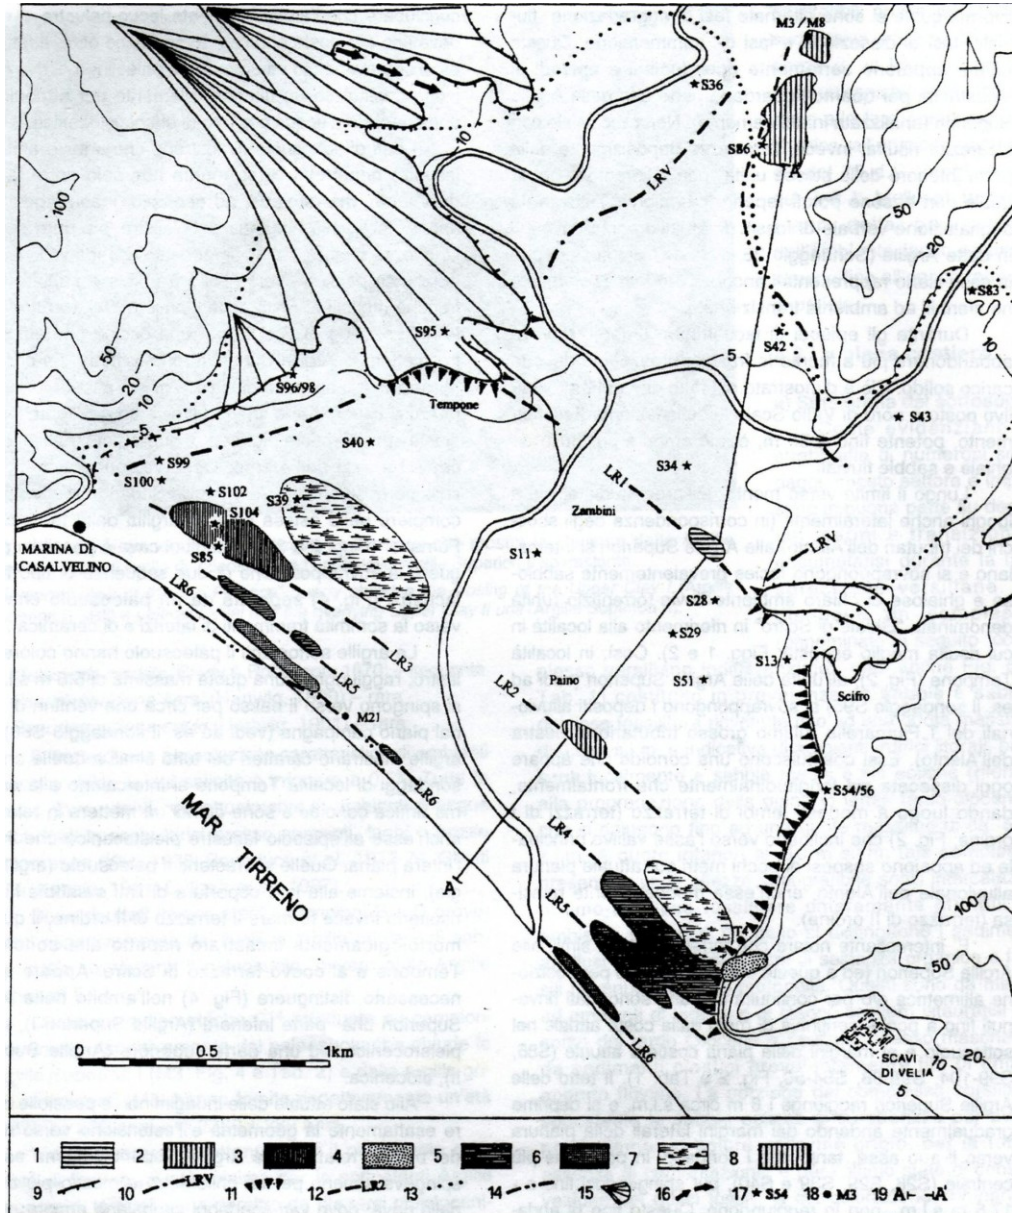 M3 / M8
S36
10
LRV
S86
A
100
50
20
S83
50
S95
5
S42
10
20
10
S96/98
Tempone
S43
5
S40
S99
S34
S100
LR1
S102
S39
Zambini
S104
LRV
MARINA DI
CASALVELINO
S11
S85
LR6
S28
S29
LR3
S13
LR2
Paino
S51
Scifro
LR5
M21
MAR TIRRENO
LR0
LR4
S54/56
A'
LR5
100
50
LR6
0 0.5 1km
SCAVI
DI VELIA
20
10
5
1 2 3 4 5 6 7 8
9 10 LRV 11 12 13 14 15 16 17 S54 18 M3 19 A A'